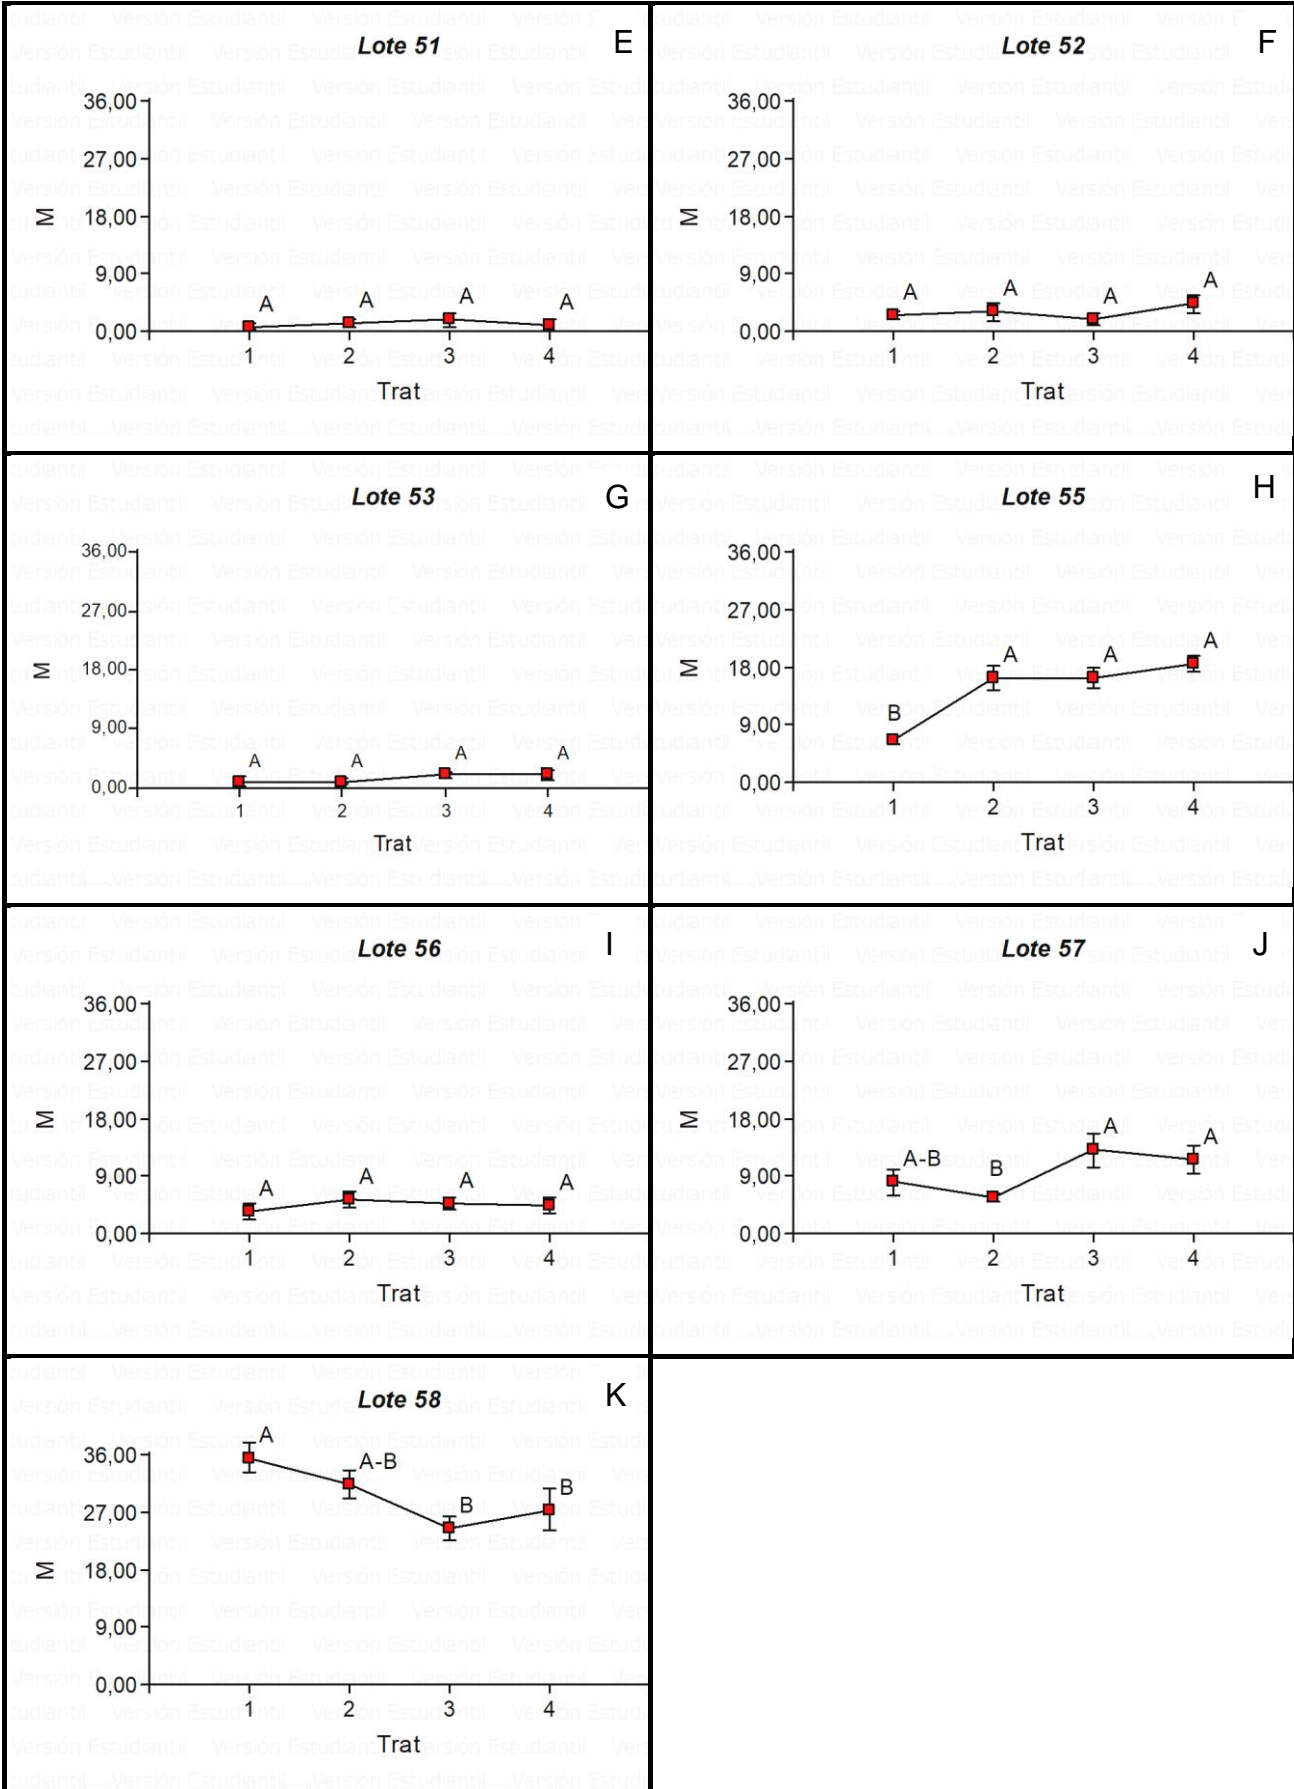 Lote 51 E
36,00
27,00
18,00
9,00
0,00
M
A A A A
1 2 3 4
Trat
Lote 52 F
36,00
27,00
18,00
9,00
0,00
M
A A A A
1 2 3 4
Trat
Lote 53 G
36,00
27,00
18,00
9,00
0,00
M
A A A A
1 2 3 4
Trat
Lote 55 H
36,00
27,00
18,00
9,00
0,00
M
B A A A
1 2 3 4
Trat
Lote 56 I
36,00
27,00
18,00
9,00
0,00
M
A A A A
1 2 3 4
Trat
Lote 57 J
36,00
27,00
18,00
9,00
0,00
M
A-B B A A
1 2 3 4
Trat
Lote 58 K
36,00
27,00
18,00
9,00
0,00
M
A A-B B B
1 2 3 4
Trat
Versión Estudiantil